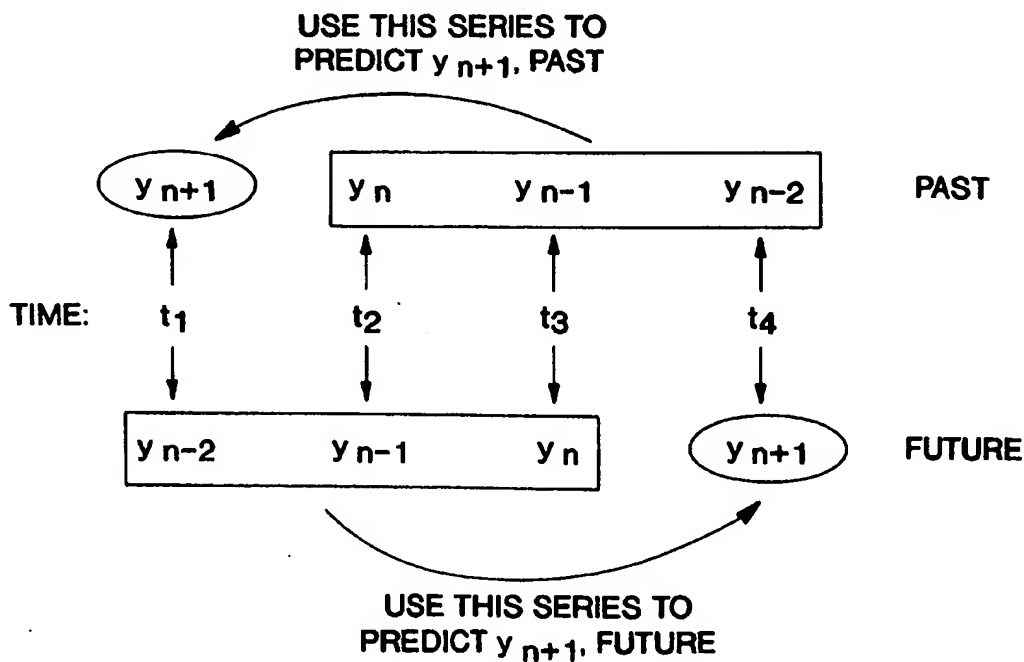 USE THIS SERIES TO
PREDICT y n+1, PAST
y n+1 y n y n-1 y n-2 PAST
TIME: t1 t2 t3 t4
y n-2 y n-1 y n y n+1 FUTURE
USE THIS SERIES TO
PREDICT y n+1, FUTURE